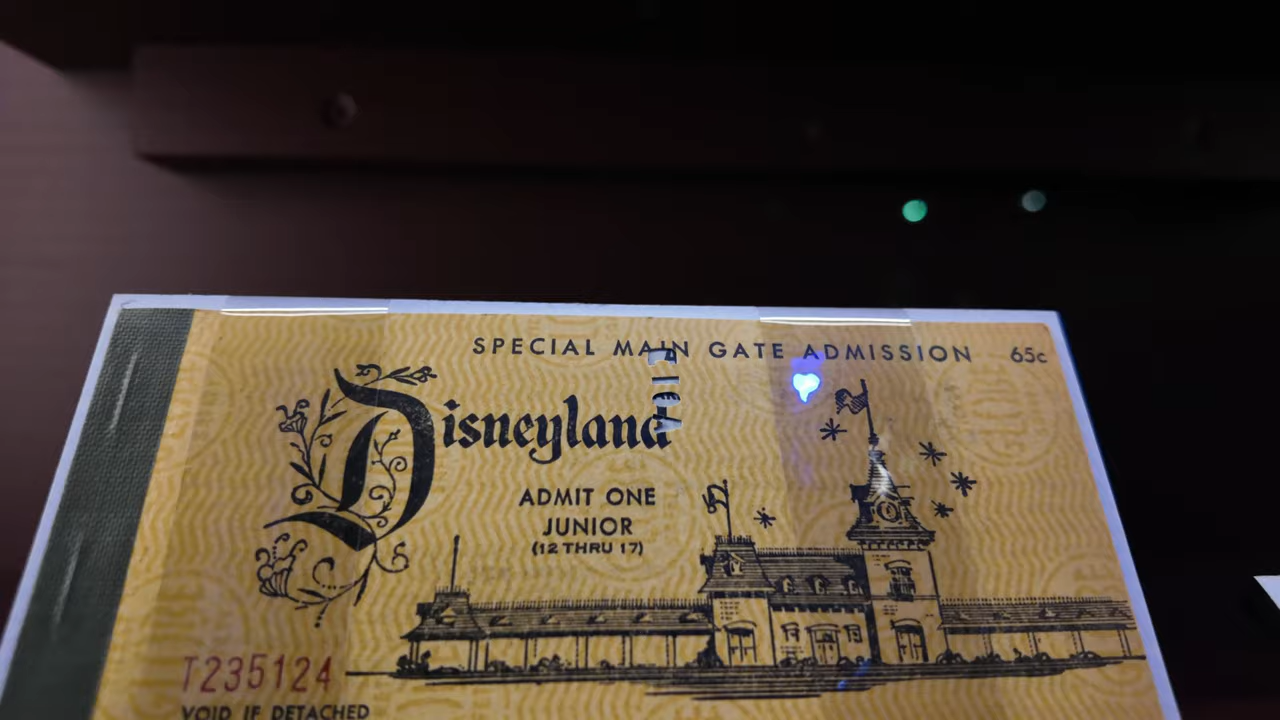 SPECIAL MAIN GATE ADMISSION 65c
Disneyland
ADMIT ONE
JUNIOR
(12 THRU 17)
T235124
VOID IF DETACHED